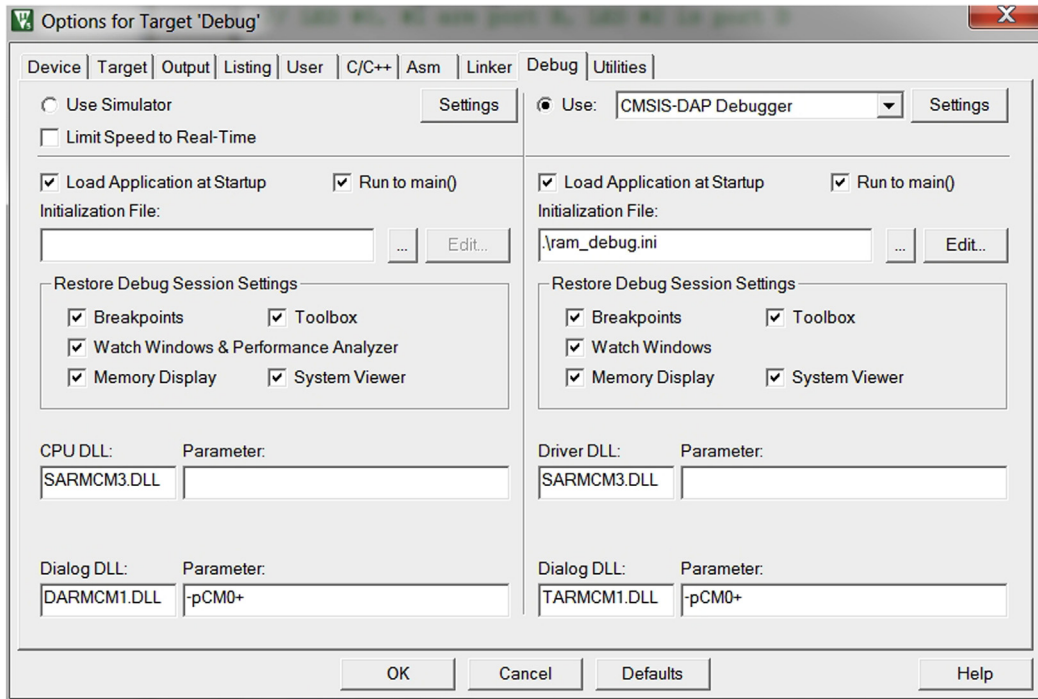 Options for Target 'Debug'
Device Target Output Listing User C/C++ Asm Linker Debug Utilities
Use Simulator
Settings
Limit Speed to Real-Time
Load Application at Startup
Run to main()
Initialization File:
...
Edit...
Restore Debug Session Settings
Breakpoints
Toolbox
Watch Windows & Performance Analyzer
Memory Display
System Viewer
CPU DLL:
Parameter:
SARMCM3.DLL
Dialog DLL:
Parameter:
DARMCM1.DLL
-pCM0+
Use:
CMSIS-DAP Debugger
Settings
Load Application at Startup
Run to main()
Initialization File:
.\ram_debug.ini
...
Edit...
Restore Debug Session Settings
Breakpoints
Toolbox
Watch Windows
Memory Display
System Viewer
Driver DLL:
Parameter:
SARMCM3.DLL
Dialog DLL:
Parameter:
TARMCM1.DLL
-pCM0+
OK
Cancel
Defaults
Help